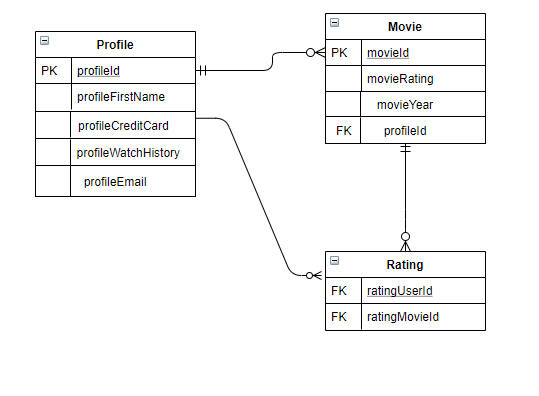 Profile
PK profileId
profileFirstName
profileCreditCard
profileWatchHistory
profileEmail
Movie
PK movieId
movieRating
movieYear
FK profileId
Rating
FK ratingUserId
FK ratingMovieId